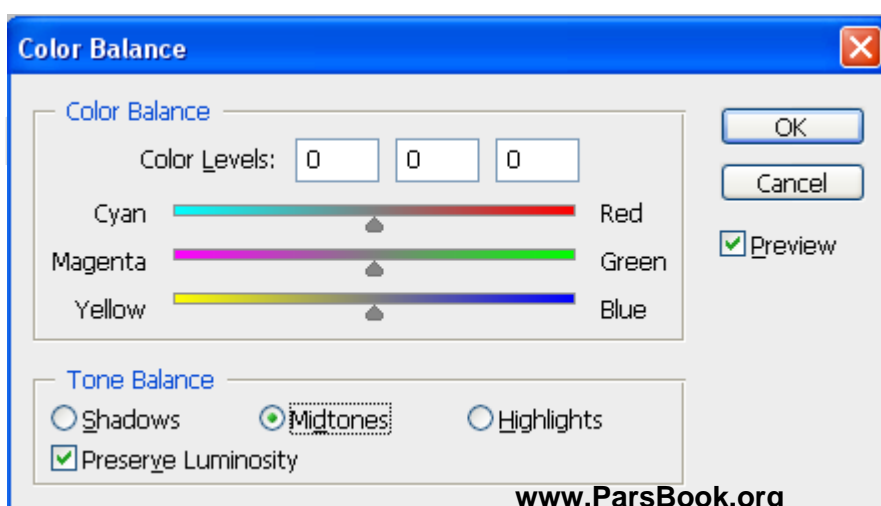 Color Balance
Color Balance
Color Levels: 0 0 0
OK
Cancel
Cyan Red
Preview
Magenta Green
Yellow Blue
Tone Balance
Shadows Midtones Highlights
Preserve Luminosity
www.ParsBook.org